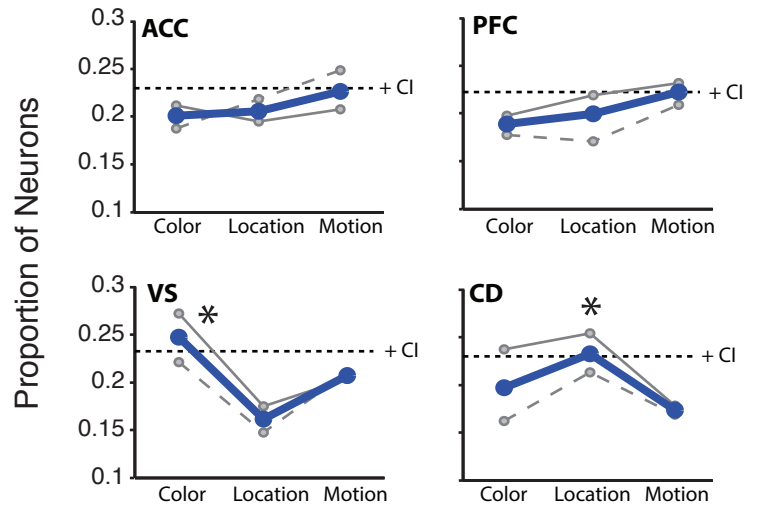 Proportion of Neurons
0.3
0.25
0.2
0.15
0.1
ACC
+ CI
Color Location Motion
PFC
+ CI
Color Location Motion
0.3
0.25
0.2
0.15
0.1
VS
*
+ CI
Color Location Motion
CD
*
+ CI
Color Location Motion